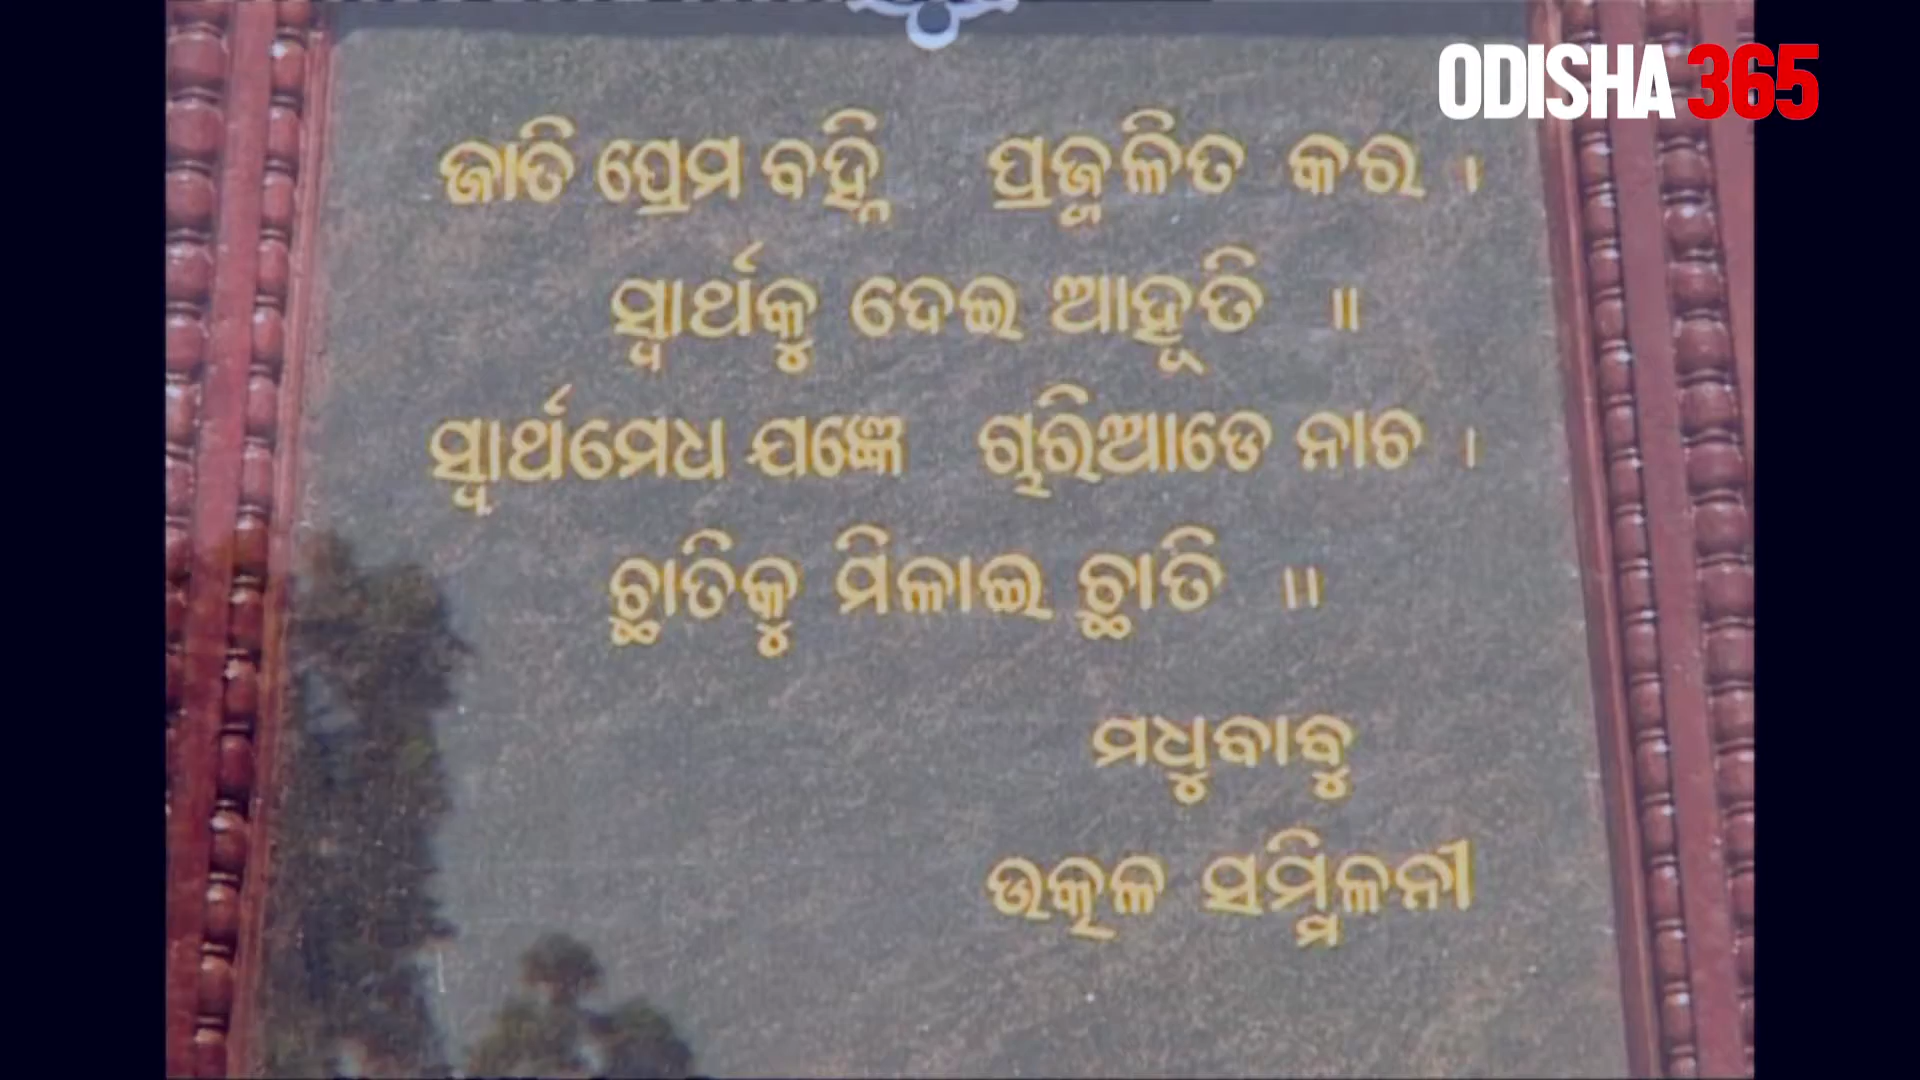 ODISHA 365
ଜାତି ପ୍ରେମ ବହ୍ନି ପ୍ରଜ୍ଜ୍ୱଳିତ କର ।
ସ୍ୱାର୍ଥକୁ ଦେଇ ଆହୂତି ॥
ସ୍ୱାର୍ଥମେଧ ଯଜ୍ଞେ ଚାରିଆଡେ ନାଚ ।
ଛାତିକୁ ମିଳାଇ ଛାତି ।।
ମଧୁବାବୁ
ଉତ୍କଳ ସମ୍ମିଳନୀ